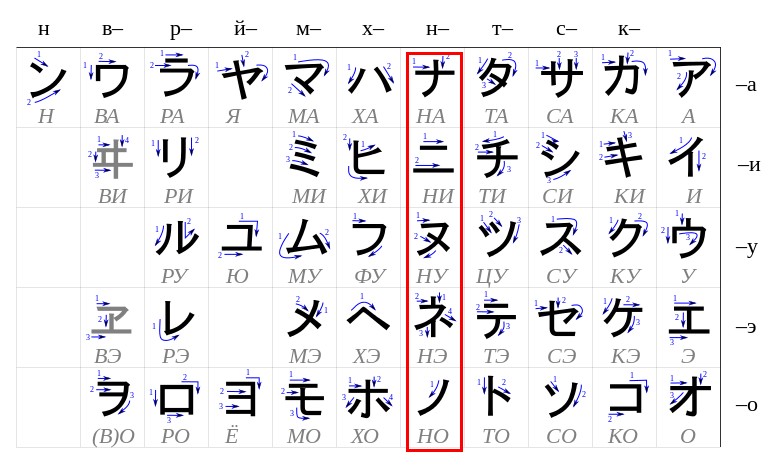 н в– р– й– м– х– н– т– с– к–
ン ワ ラ ヤ マ ハ ナ タ サ カ ア –а
Н ВА РА Я МА ХА НА ТА СА КА А
ヰ リ ミ ヒ ニ チ シ キ イ –и
ВИ РИ МИ ХИ НИ ТИ СИ КИ И
ル ユ ム フ ヌ ツ ス ク ウ –у
РУ Ю МУ ФУ НУ ЦУ СУ КУ У
ヱ レ メ ヘ ネ テ セ ケ エ –э
ВЭ РЭ МЭ ХЭ НЭ ТЭ СЭ КЭ Э
ヲ ロ ヨ モ ホ ノ ト ソ コ オ –о
(В)О РО Ё МО ХО НО ТО СО КО О